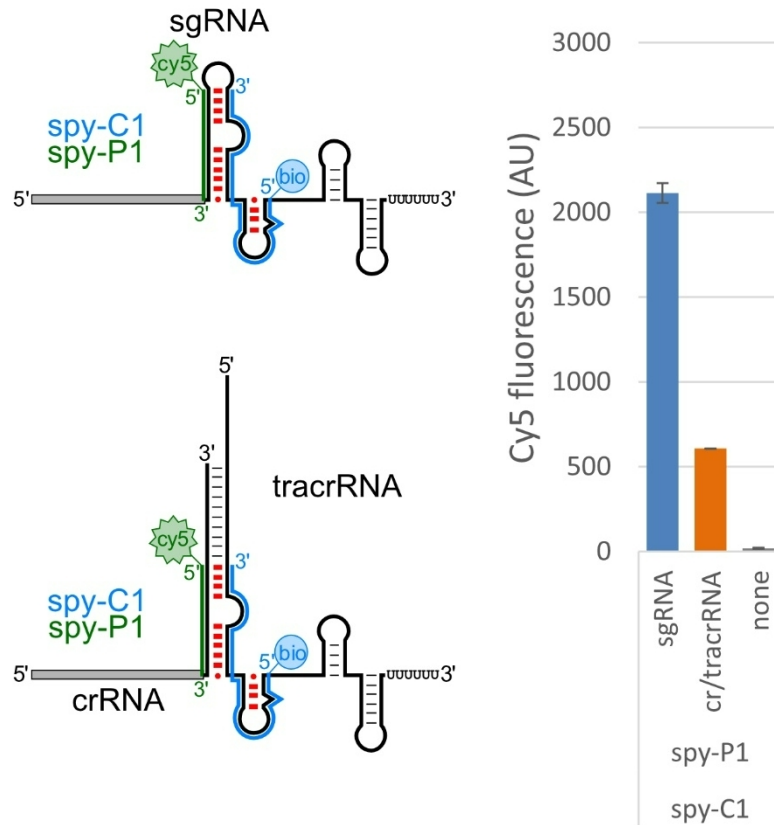 sgRNA
cy5
5'
3'
spy-C1
spy-P1
5'
3'
5'
bio
UUUUUU3'
5'
3'
tracrRNA
cy5
5'
3'
spy-C1
spy-P1
5'
3'
5'
bio
UUUUUU3'
crRNA
Cy5 fluorescence (AU)
3000
2500
2000
1500
1000
500
0
sgRNA
cr/tracrRNA
none
spy-P1
spy-C1